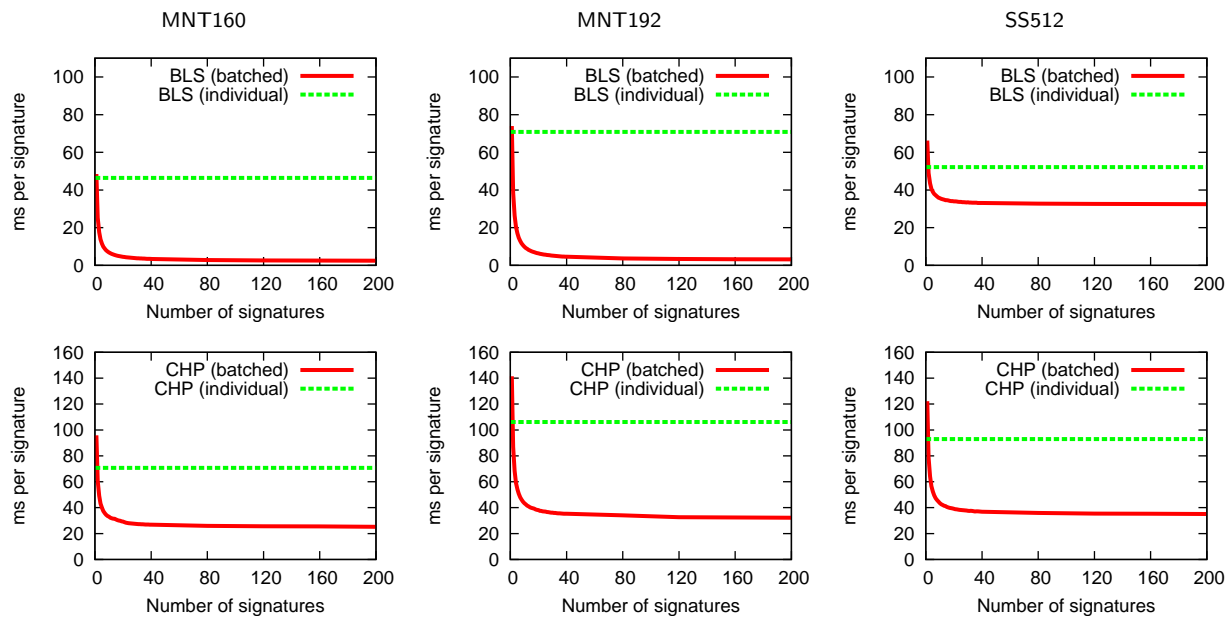 MNT160 MNT192 SS512
ms per signature
100
80
60
40
20
0
BLS (batched)
BLS (individual)
0 40 80 120 160 200
Number of signatures
ms per signature
100
80
60
40
20
0
BLS (batched)
BLS (individual)
0 40 80 120 160 200
Number of signatures
ms per signature
100
80
60
40
20
0
BLS (batched)
BLS (individual)
0 40 80 120 160 200
Number of signatures
ms per signature
160
140
120
100
80
60
40
20
0
CHP (batched)
CHP (individual)
0 40 80 120 160 200
Number of signatures
ms per signature
160
140
120
100
80
60
40
20
0
CHP (batched)
CHP (individual)
0 40 80 120 160 200
Number of signatures
ms per signature
160
140
120
100
80
60
40
20
0
CHP (batched)
CHP (individual)
0 40 80 120 160 200
Number of signatures